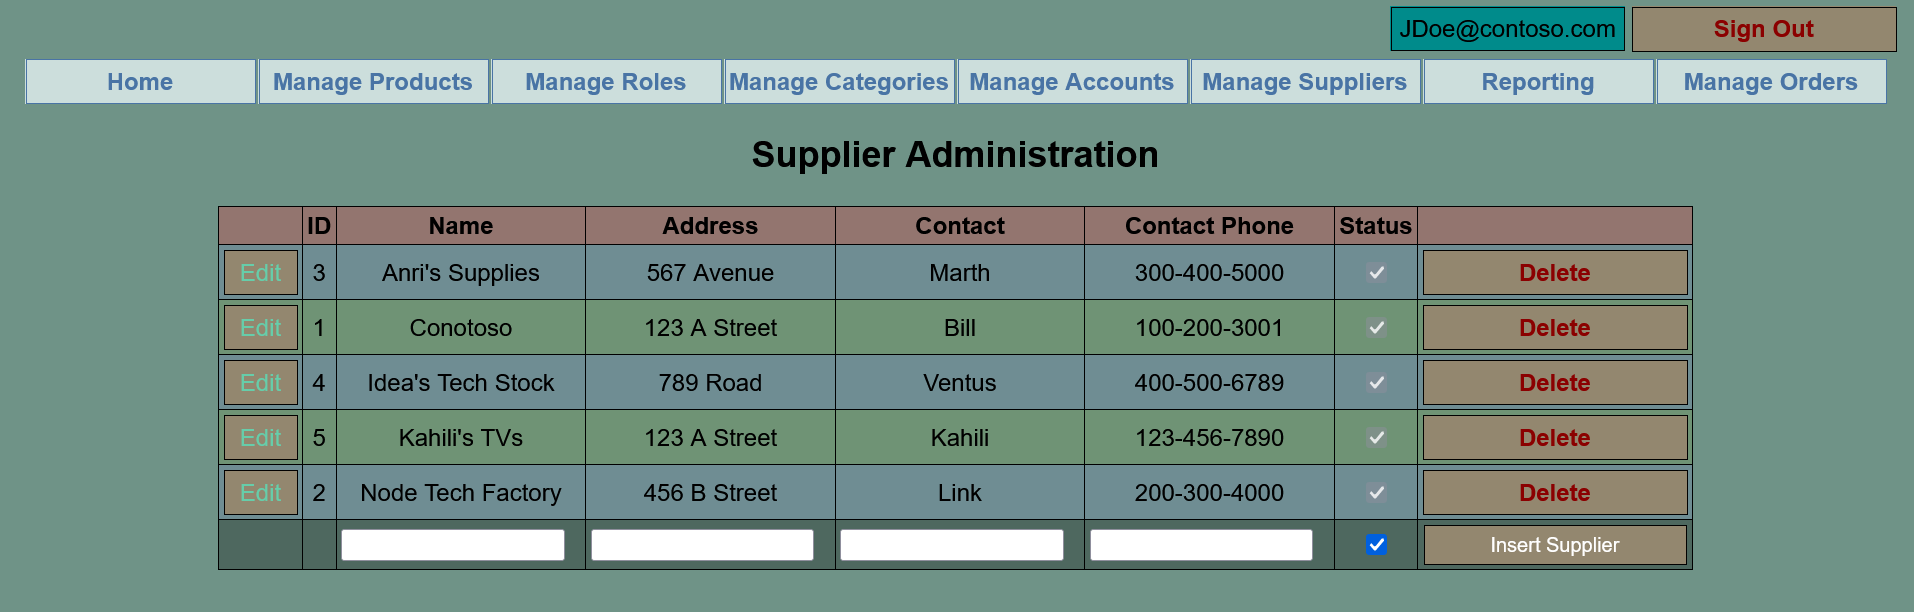 JDoe@contoso.com Sign Out
Home Manage Products Manage Roles Manage Categories Manage Accounts Manage Suppliers Reporting Manage Orders
Supplier Administration
ID Name Address Contact Contact Phone Status
Edit 3 Anri's Supplies 567 Avenue Marth 300-400-5000 Delete
Edit 1 Conotoso 123 A Street Bill 100-200-3001 Delete
Edit 4 Idea's Tech Stock 789 Road Ventus 400-500-6789 Delete
Edit 5 Kahili's TVs 123 A Street Kahili 123-456-7890 Delete
Edit 2 Node Tech Factory 456 B Street Link 200-300-4000 Delete
Insert Supplier